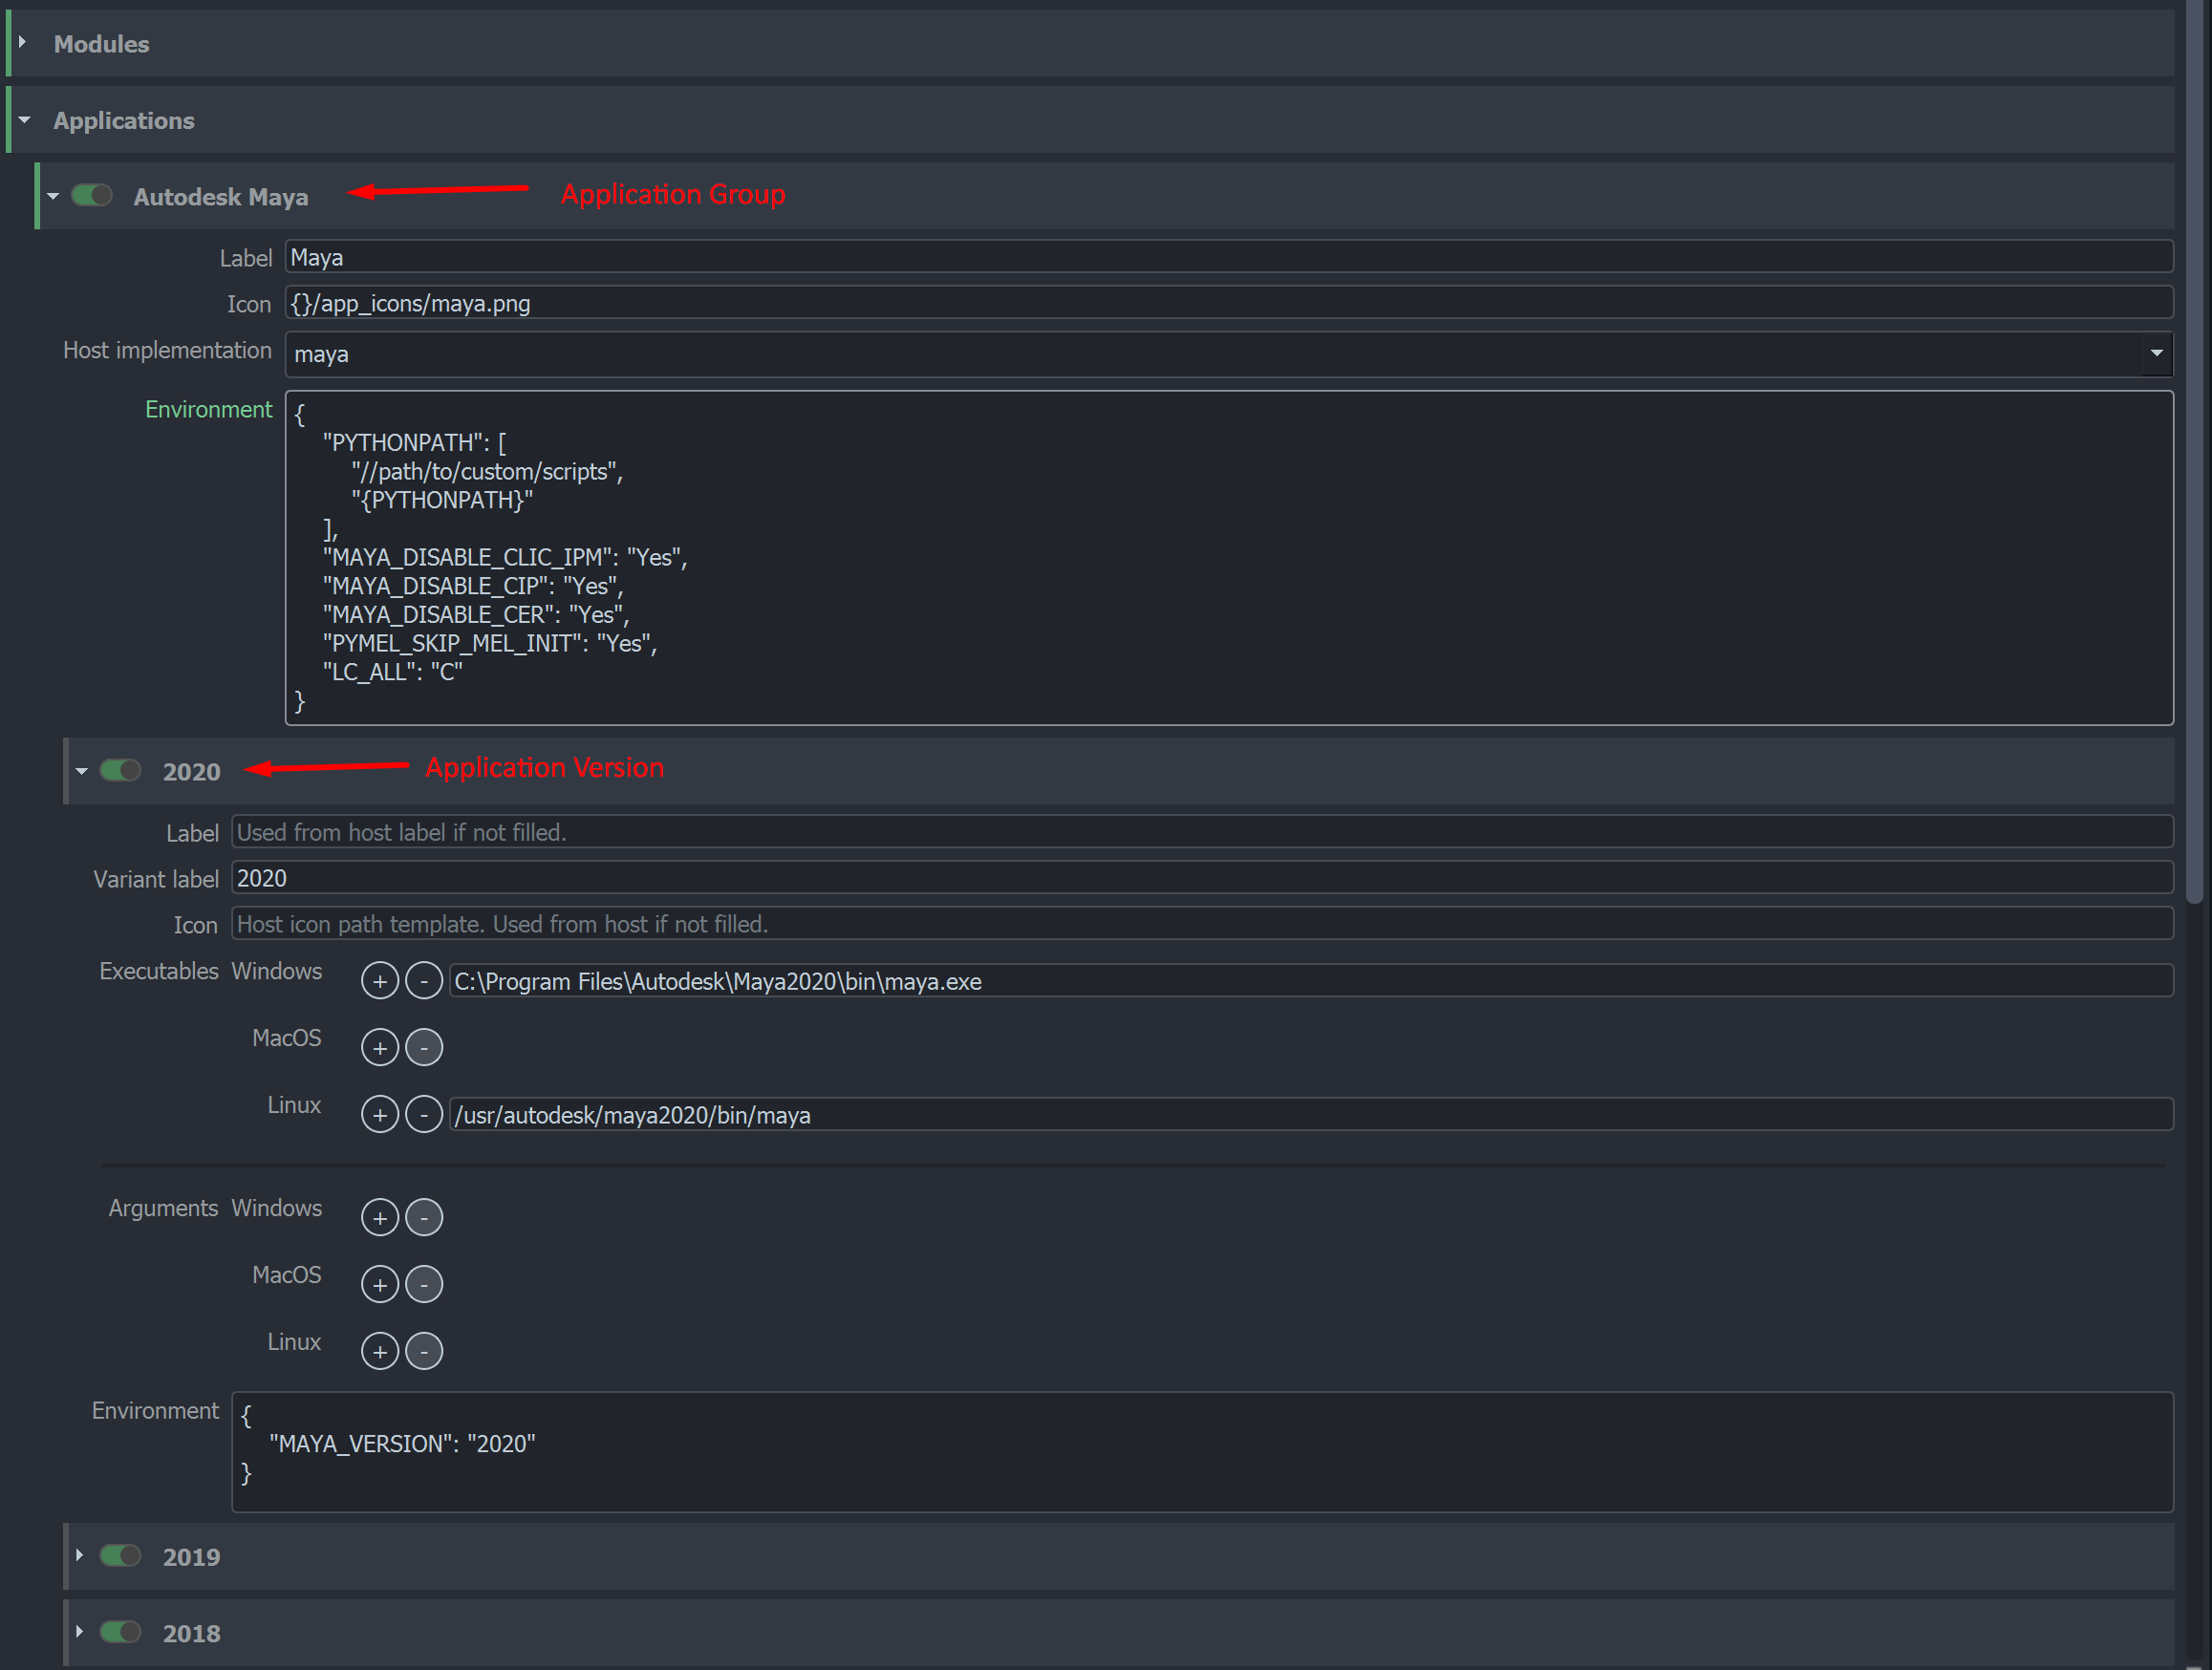 Modules
Applications
Autodesk Maya Application Group
Label Maya
Icon {}/app_icons/maya.png
Host implementation maya
Environment {
"PYTHONPATH": [
"//path/to/custom/scripts",
"{PYTHONPATH}"
],
"MAYA_DISABLE_CLIC_IPM": "Yes",
"MAYA_DISABLE_CIP": "Yes",
"MAYA_DISABLE_CER": "Yes",
"PYMEL_SKIP_MEL_INIT": "Yes",
"LC_ALL": "C"
}
2020 Application Version
Label Used from host label if not filled.
Variant label 2020
Icon Host icon path template. Used from host if not filled.
Executables Windows + - C:\Program Files\Autodesk\Maya2020\bin\maya.exe
MacOS + -
Linux + - /usr/autodesk/maya2020/bin/maya
Arguments Windows + -
MacOS + -
Linux + -
Environment {
"MAYA_VERSION": "2020"
}
2019
2018